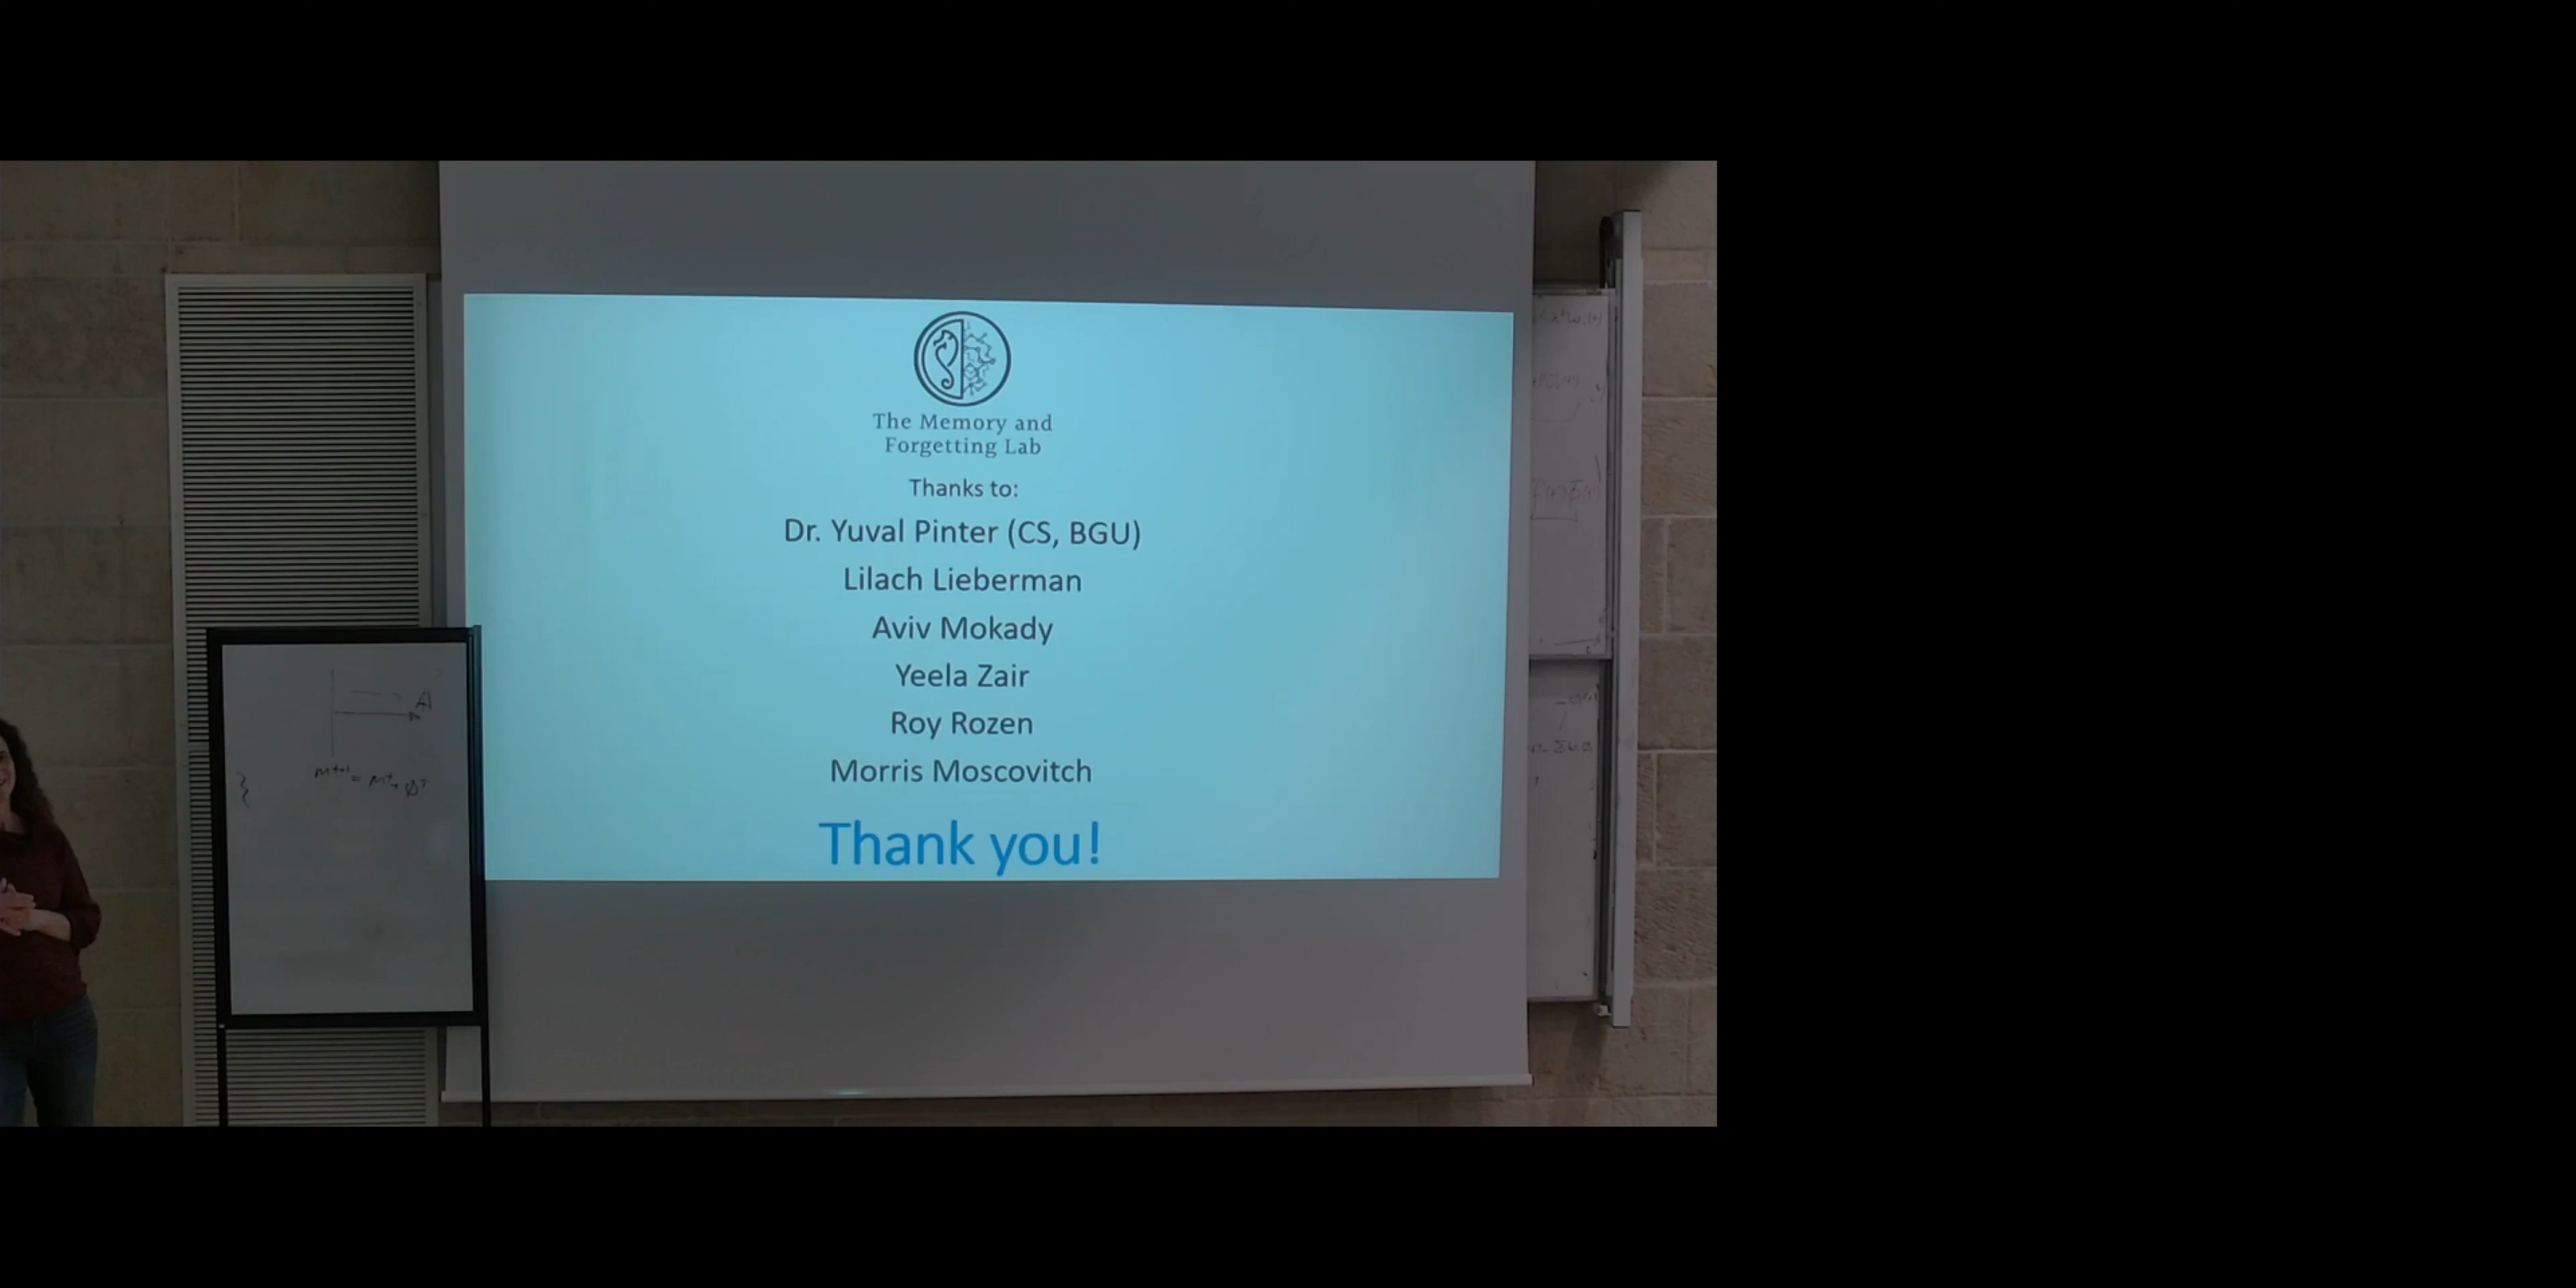 The Memory and
Forgetting Lab
Thanks to:
Dr. Yuval Pinter (CS, BGU)
Lilach Lieberman
Aviv Mokady
Yeela Zair
Roy Rozen
Morris Moscovitch
Thank you!
A